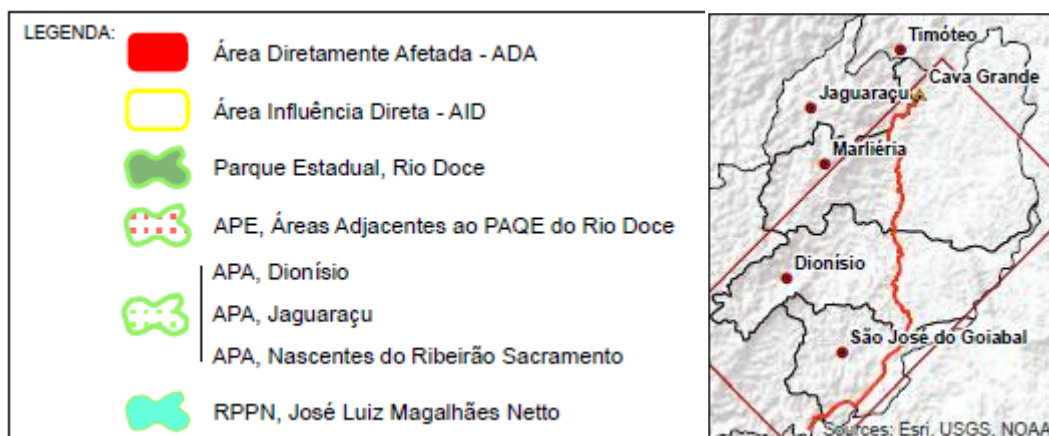 LEGENDA:
Área Diretamente Afetada - ADA
Área Influência Direta - AID
Parque Estadual, Rio Doce
APE, Áreas Adjacentes ao PAQE do Rio Doce
APA, Dionísio
APA, Jaguaraçu
APA, Nascentes do Ribeirão Sacramento
RPPN, José Luiz Magalhães Netto
Timóteo
Cava Grande
Jaguaraçu
Marliéria
Dionísio
São José do Goiabal
Sources: Esri, USGS, NOAA